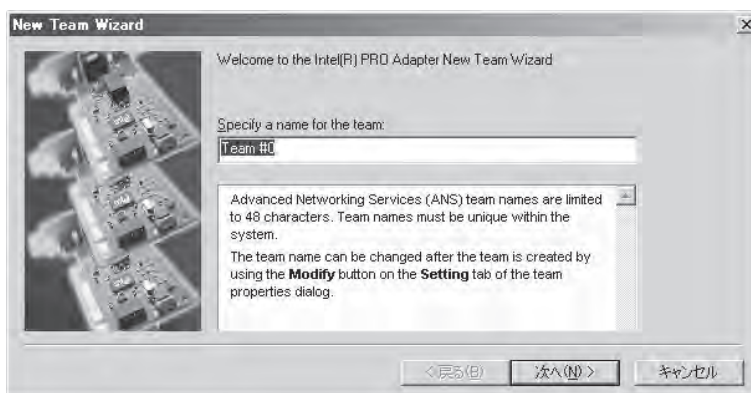 New Team Wizard
Welcome to the Intel(R) PRO Adapter New Team Wizard
Specify a name for the team:
Team #0
Advanced Networking Services (ANS) team names are limited
to 48 characters. Team names must be unique within the
system.
The team name can be changed after the team is created by
using the Modify button on the Setting tab of the team
properties dialog.
<戻る(B)
次へ(N) >
キャンセル